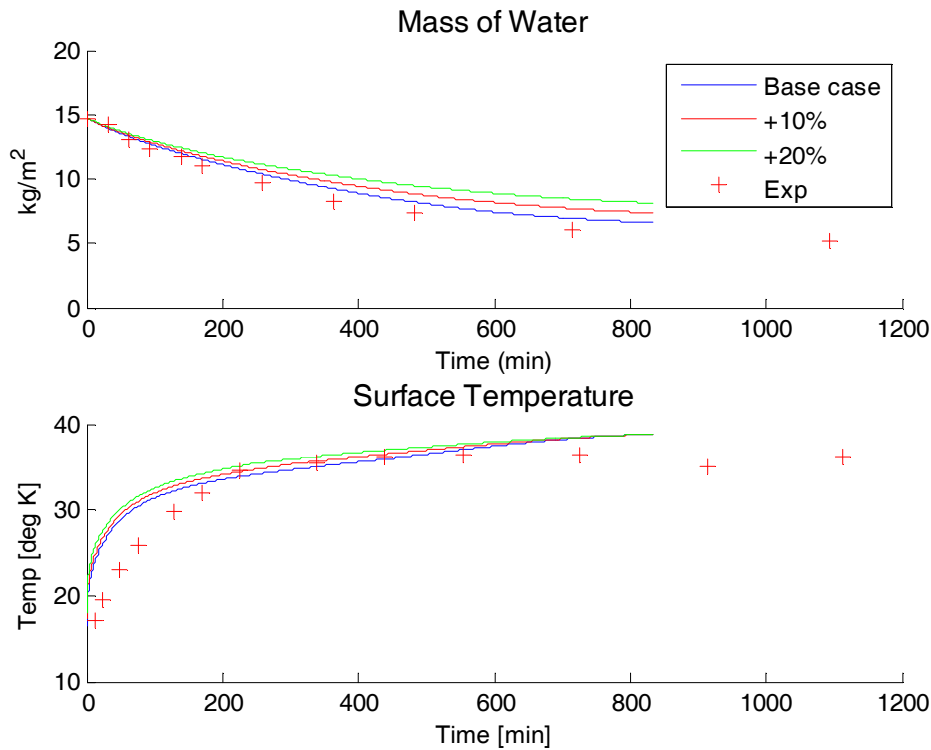 Mass of Water
20
15
10
5
0
kg/m²
Base case
+10%
+20%
Exp
0 200 400 600 800 1000 1200
Time (min)
Surface Temperature
40
30
20
10
Temp [deg K]
0 200 400 600 800 1000 1200
Time [min]